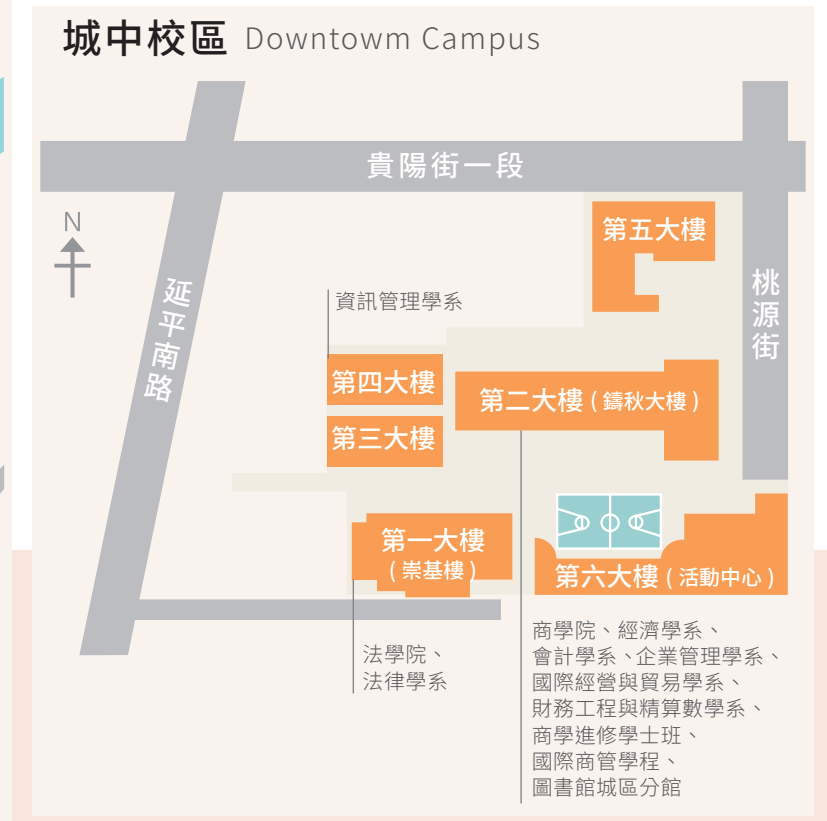 城中校區 Downtowm Campus
貴陽街一段
N
延平南路
桃源街
第五大樓
資訊管理學系
第四大樓
第二大樓 ( 鑄秋大樓 )
第三大樓
第一大樓
( 崇基樓 )
第六大樓 ( 活動中心 )
法學院、
法律學系
商學院、經濟學系、
會計學系、企業管理學系、
國際經營與貿易學系、
財務工程與精算數學系、
商學進修學士班、
國際商管學程、
圖書館城區分館